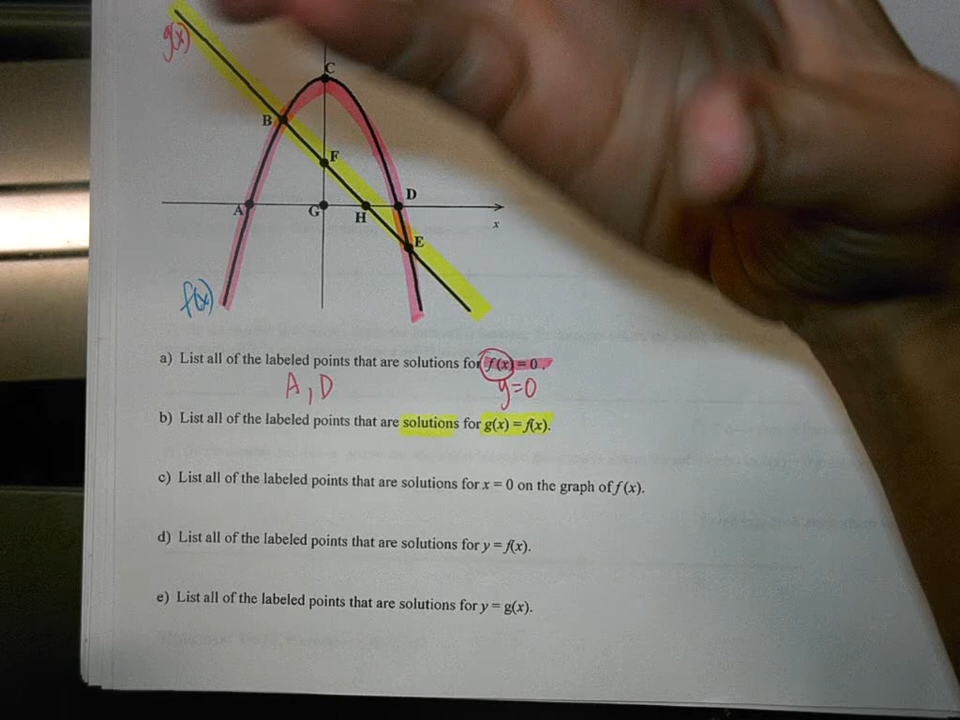 g(x)
C
B
F
D
A
G
H
x
E
f(x)
a) List all of the labeled points that are solutions for f(x) = 0.
A, D
y=0
b) List all of the labeled points that are solutions for g(x) = f(x).
c) List all of the labeled points that are solutions for x = 0 on the graph of f (x).
d) List all of the labeled points that are solutions for y = f(x).
e) List all of the labeled points that are solutions for y = g(x).